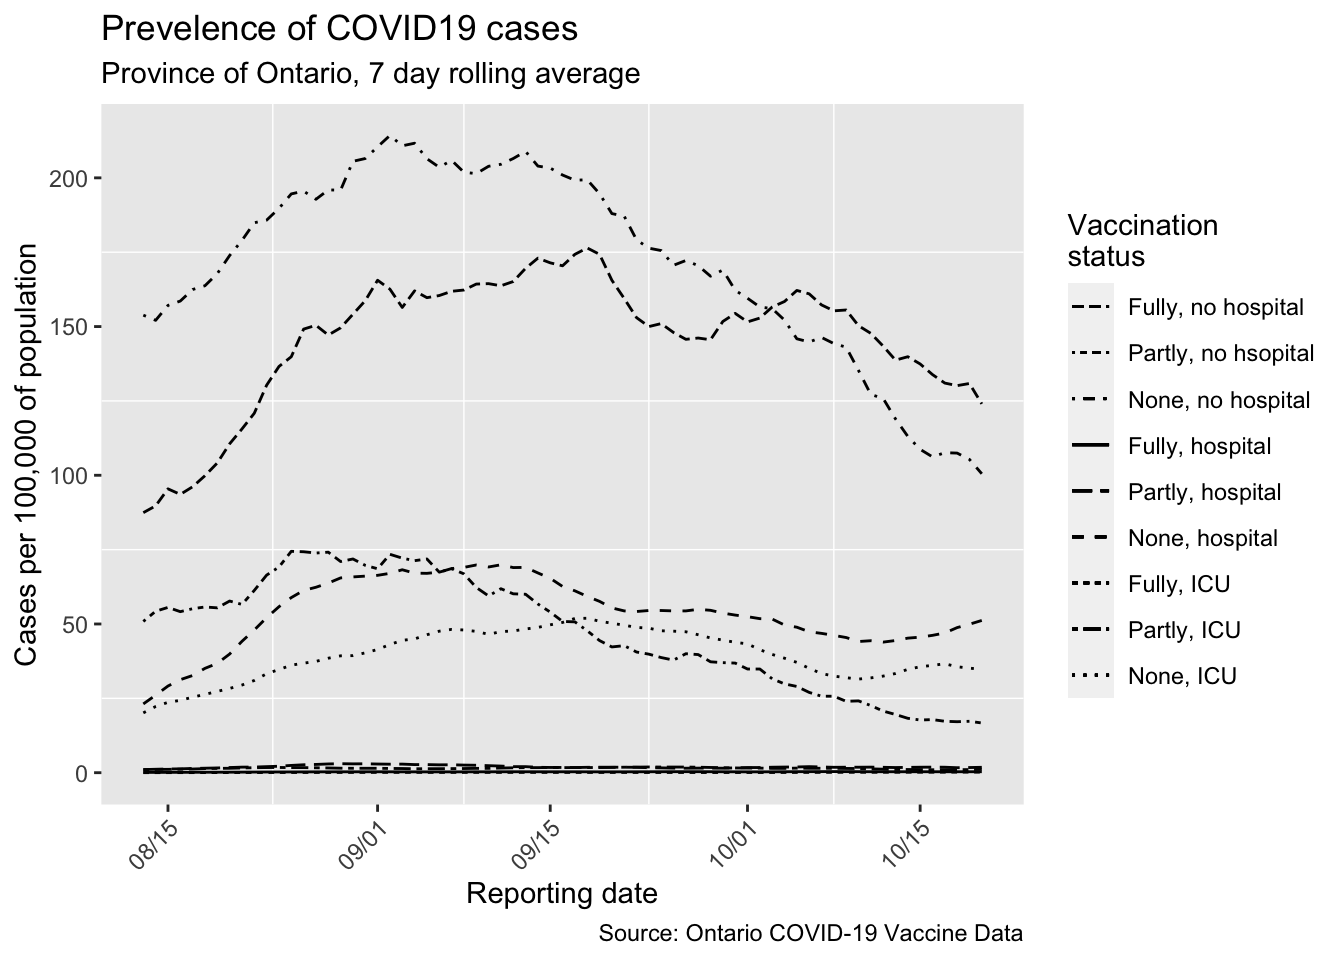 Prevelence of COVID19 cases
Province of Ontario, 7 day rolling average
Cases per 100,000 of population
200
150
100
50
0
08/15
09/01
09/15
10/01
10/15
Reporting date
Vaccination
status
Fully, no hospital
Partly, no hsopital
None, no hospital
Fully, hospital
Partly, hospital
None, hospital
Fully, ICU
Partly, ICU
None, ICU
Source: Ontario COVID-19 Vaccine Data